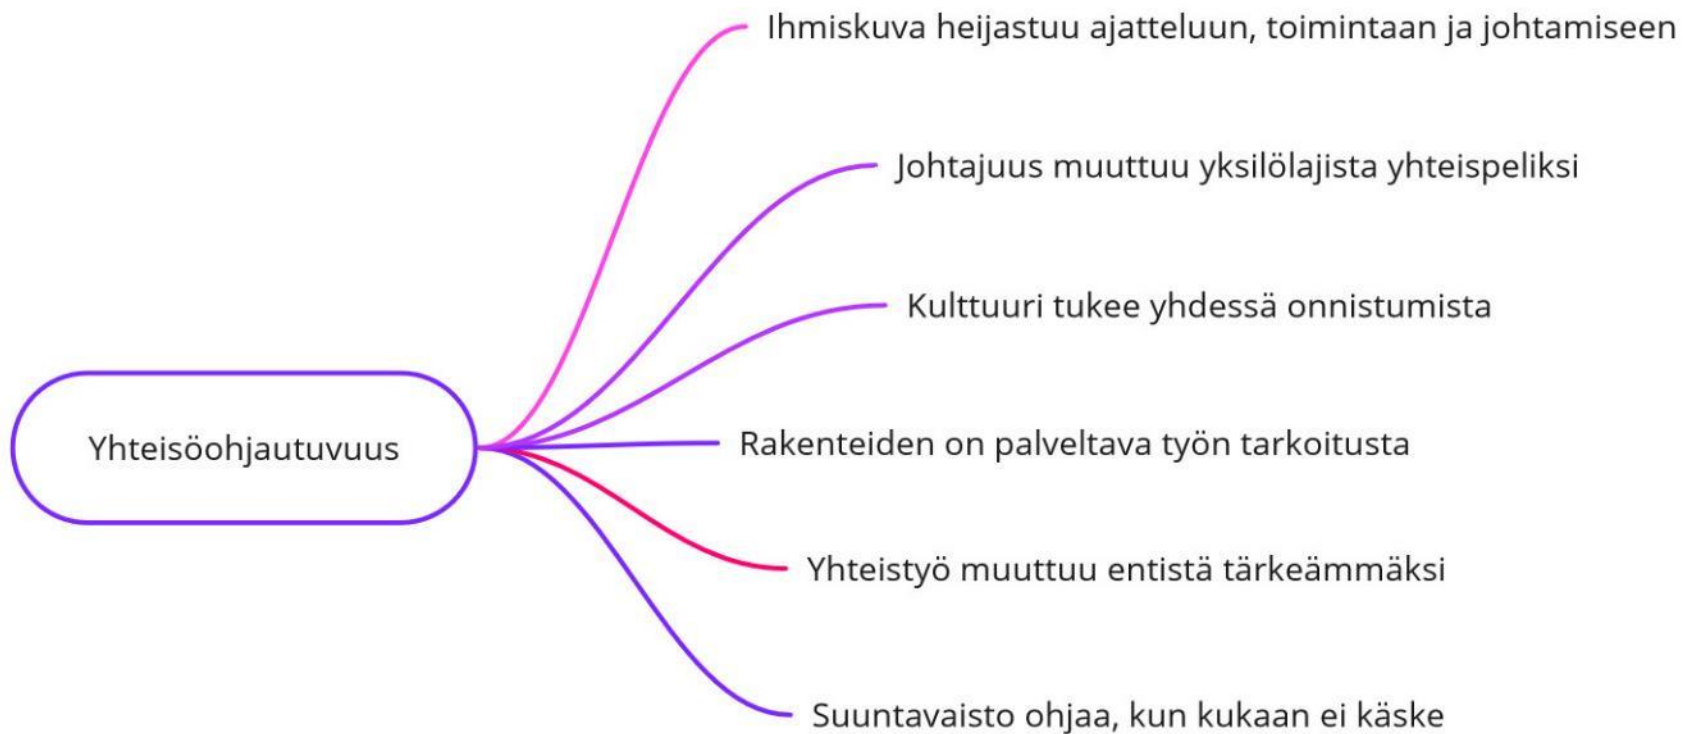 Yhteisöohjautuvuus
Ihmiskuva heijastuu ajatteluun, toimintaan ja johtamiseen
Johtajuus muuttuu yksilölajista yhteispeliksi
Kulttuuri tukee yhdessä onnistumista
Rakenteiden on palveltava työn tarkoitusta
Yhteistyö muuttuu entistä tärkeämmäksi
Suuntavaisto ohjaa, kun kukaan ei käske